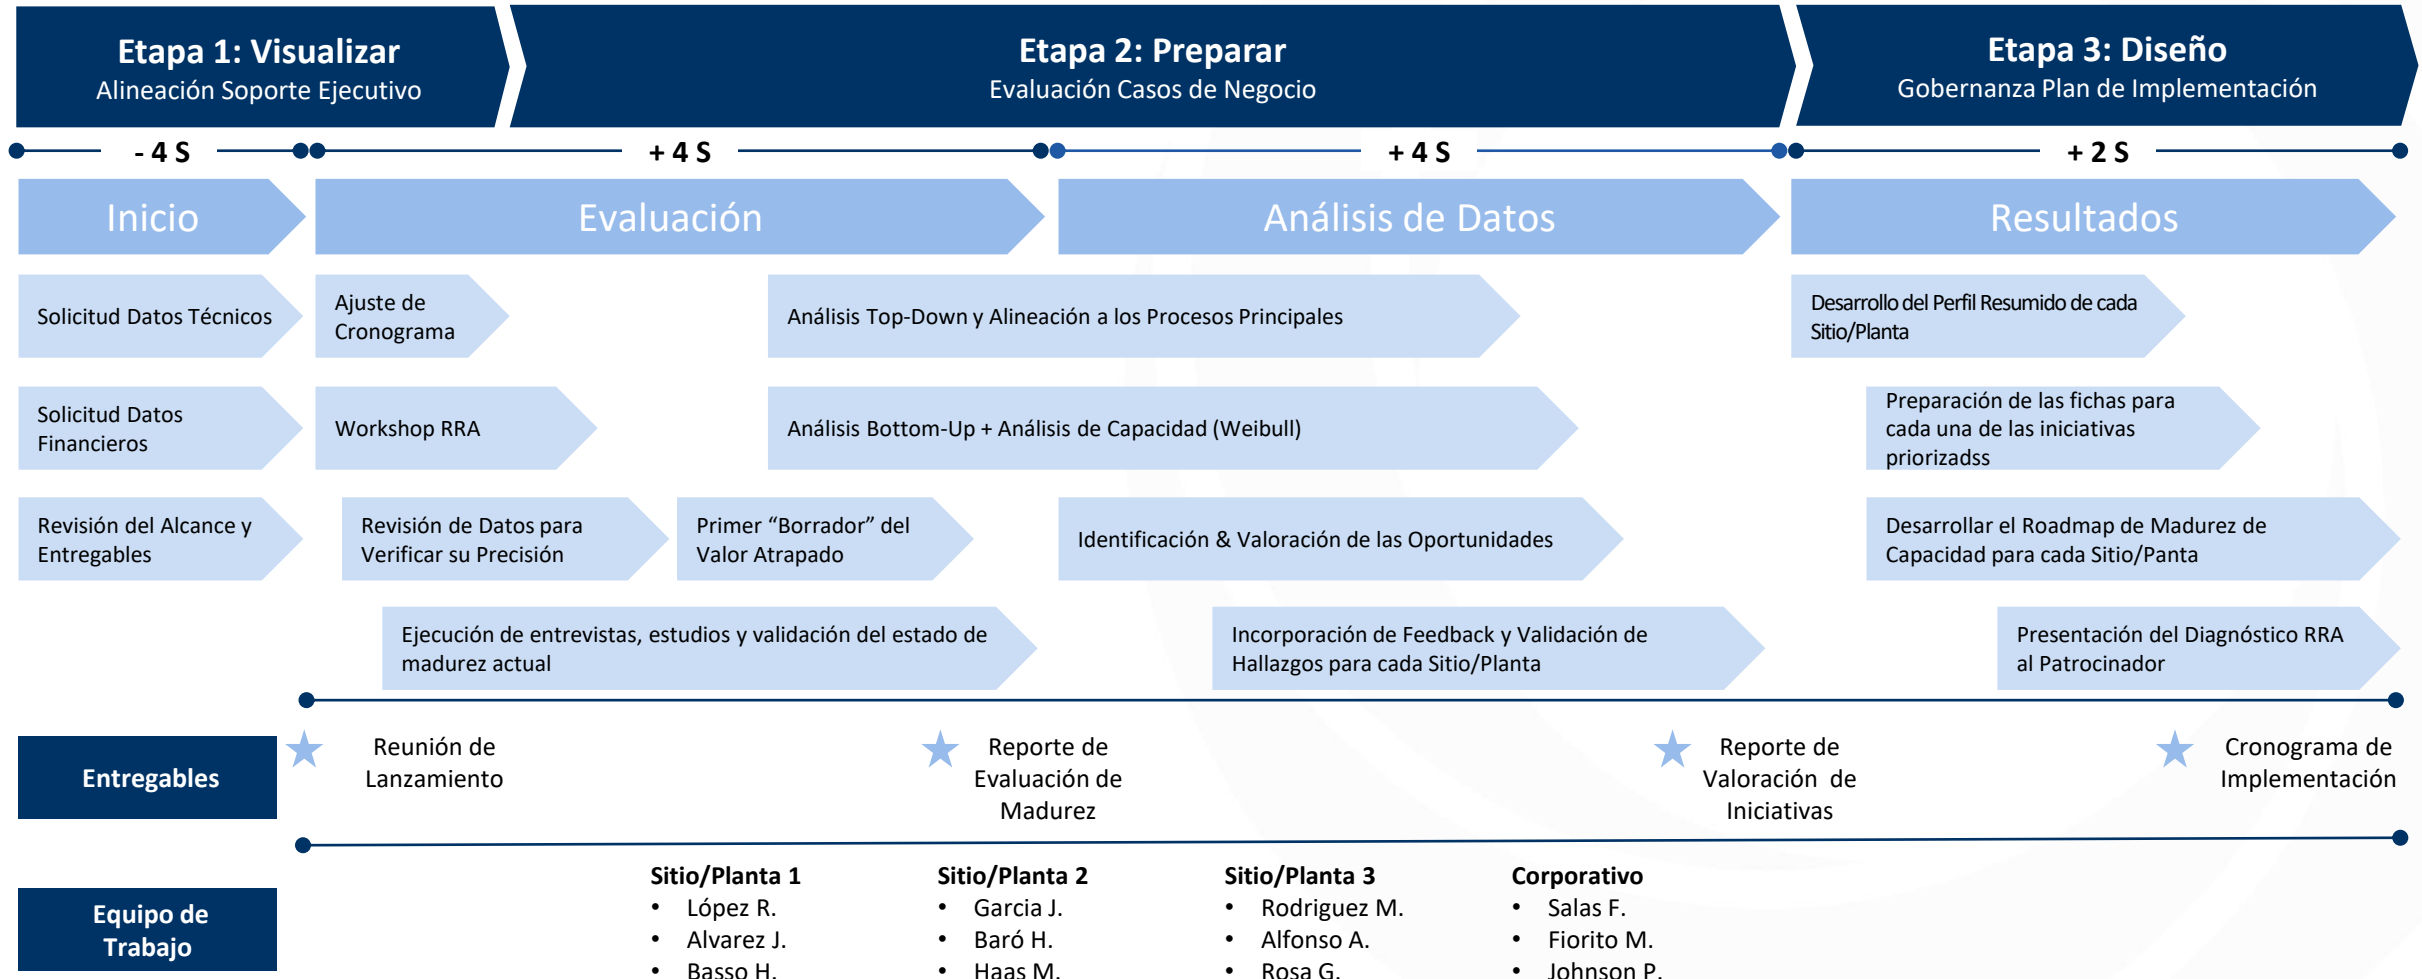 Etapa 1: Visualizar
Alineación Soporte Ejecutivo
Etapa 2: Preparar
Evaluación Casos de Negocio
Etapa 3: Diseño
Gobernanza Plan de Implementación
- 4 S
+ 4 S
+ 4 S
+ 2 S
Inicio
Evaluación
Análisis de Datos
Resultados
Solicitud Datos Técnicos
Ajuste de
Cronograma
Análisis Top-Down y Alineación a los Procesos Principales
Desarrollo del Perfil Resumido de cada
Sitio/Planta
Solicitud Datos
Financieros
Workshop RRA
Análisis Bottom-Up + Análisis de Capacidad (Weibull)
Preparación de las fichas para
cada una de las iniciativas
priorizadss
Revisión del Alcance y
Entregables
Revisión de Datos para
Verificar su Precisión
Primer “Borrador” del
Valor Atrapado
Identificación & Valoración de las Oportunidades
Desarrollar el Roadmap de Madurez de
Capacidad para cada Sitio/Panta
Ejecución de entrevistas, estudios y validación del estado de
madurez actual
Incorporación de Feedback y Validación de
Hallazgos para cada Sitio/Planta
Presentación del Diagnóstico RRA
al Patrocinador
Entregables
Reunión de
Lanzamiento
Reporte de
Evaluación de
Madurez
Reporte de
Valoración de
Iniciativas
Cronograma de
Implementación
Equipo de
Trabajo
Sitio/Planta 1
• López R.
• Alvarez J.
• Basso H.
Sitio/Planta 2
• Garcia J.
• Baró H.
• Haas M.
Sitio/Planta 3
• Rodriguez M.
• Alfonso A.
• Rosa G.
Corporativo
• Salas F.
• Fiorito M.
• Johnson P.